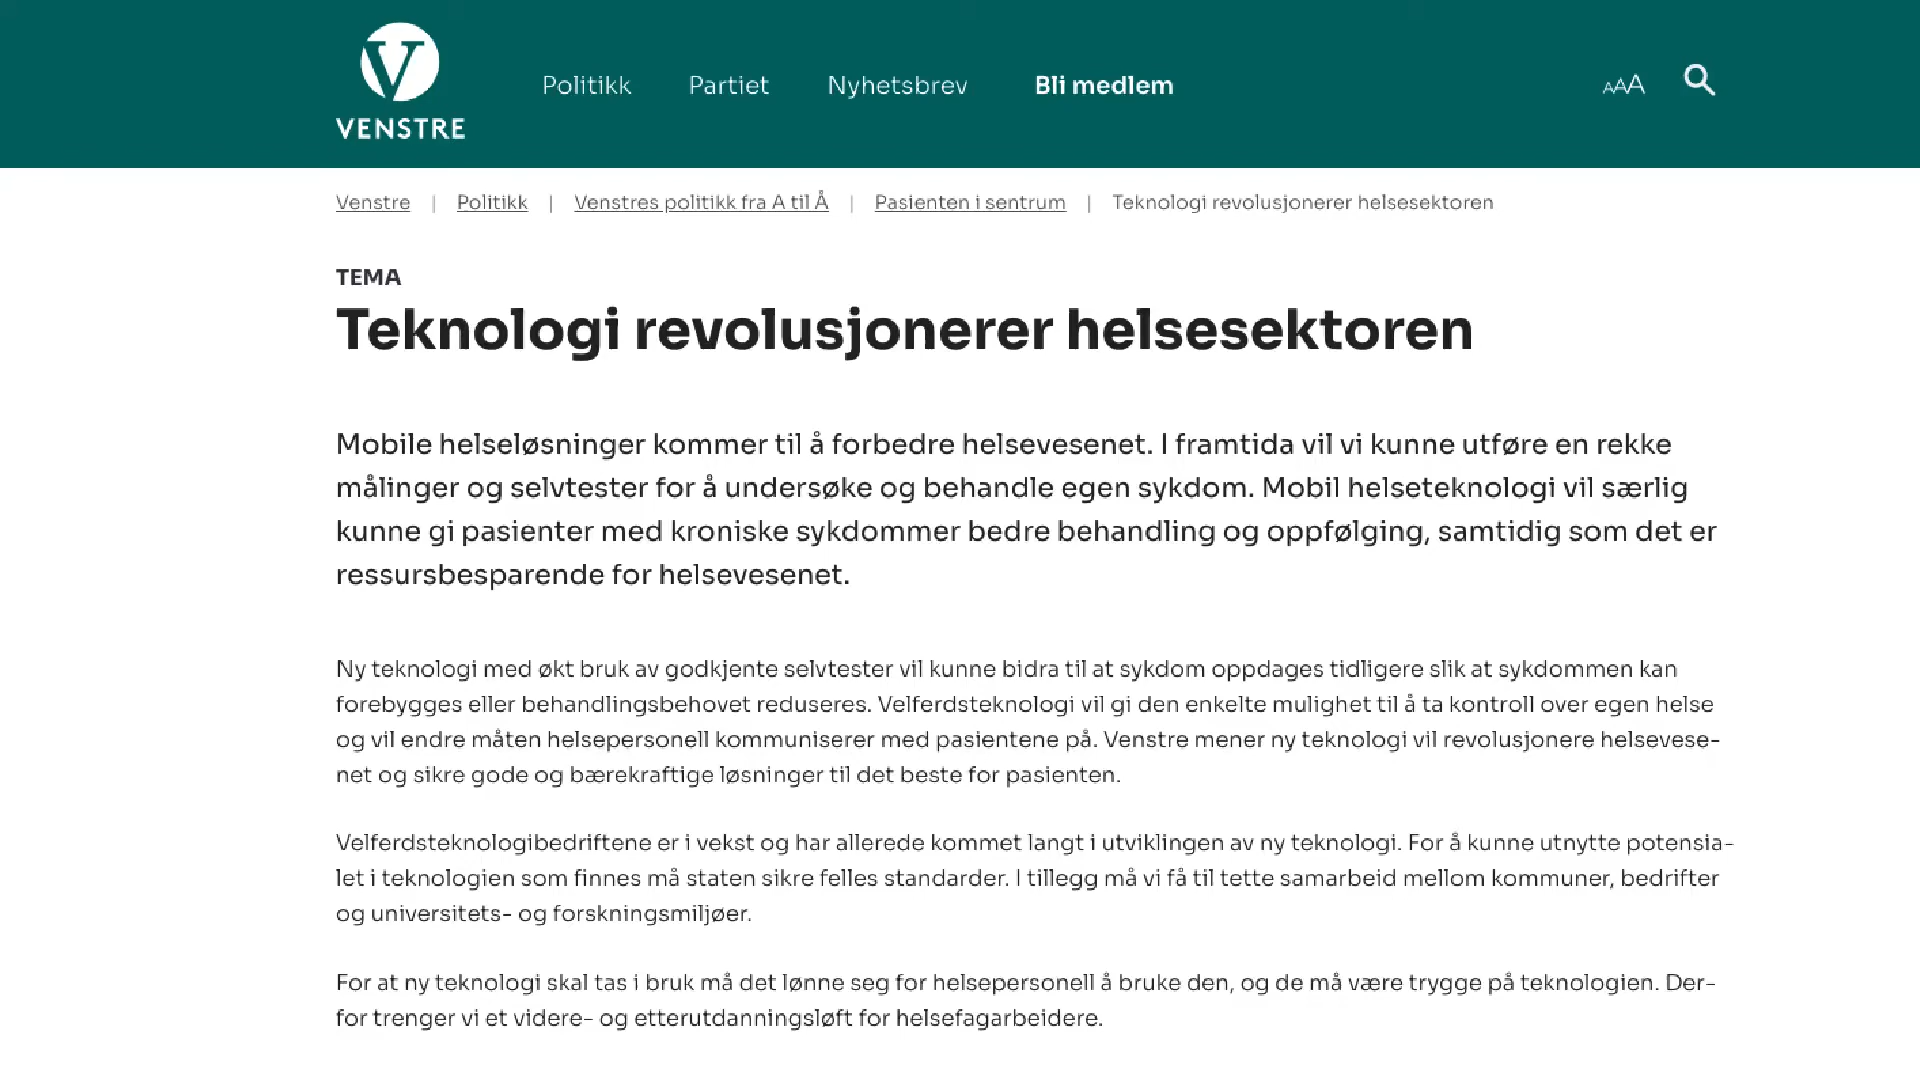 V
VENSTRE
Politikk
Partiet
Nyhetsbrev
Bli medlem
AAA
Venstre | Politikk | Venstres politikk fra A til Å | Pasienten i sentrum | Teknologi revolusjonerer helsesektoren
TEMA
Teknologi revolusjonerer helsesektoren
Mobile helseløsninger kommer til å forbedre helsevesenet. I framtida vil vi kunne utføre en rekke
målinger og selvtester for å undersøke og behandle egen sykdom. Mobil helseteknologi vil særlig
kunne gi pasienter med kroniske sykdommer bedre behandling og oppfølging, samtidig som det er
ressursbesparende for helsevesenet.
Ny teknologi med økt bruk av godkjente selvtester vil kunne bidra til at sykdom oppdages tidligere slik at sykdommen kan
forebygges eller behandlingsbehovet reduseres. Velferdsteknologi vil gi den enkelte mulighet til å ta kontroll over egen helse
og vil endre måten helsepersonell kommuniserer med pasientene på. Venstre mener ny teknologi vil revolusjonere helsevese-
net og sikre gode og bærekraftige løsninger til det beste for pasienten.
Velferdsteknologibedriftene er i vekst og har allerede kommet langt i utviklingen av ny teknologi. For å kunne utnytte potensia-
let i teknologien som finnes må staten sikre felles standarder. I tillegg må vi få til tette samarbeid mellom kommuner, bedrifter
og universitets- og forskningsmiljøer.
For at ny teknologi skal tas i bruk må det lønne seg for helsepersonell å bruke den, og de må være trygge på teknologien. Der-
for trenger vi et videre- og etterutdanningsløft for helsefagarbeidere.